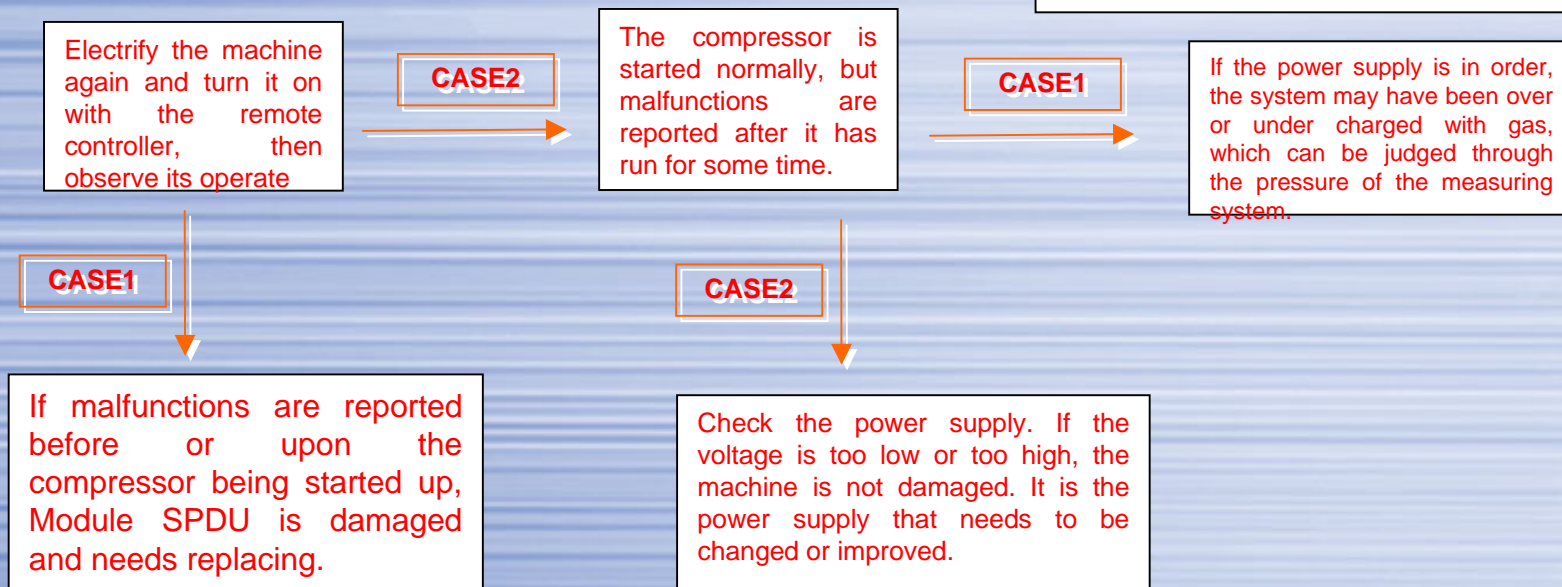 Electrify the machine
again and turn it on
with the remote
controller, then
observe its operate
CASE2
The compressor is
started normally, but
malfunctions are
reported after it has
run for some time.
CASE1
If the power supply is in order,
the system may have been over
or under charged with gas,
which can be judged through
the pressure of the measuring
system.
CASE1
CASE2
If malfunctions are reported
before or upon the
compressor being started up,
Module SPDU is damaged
and needs replacing.
Check the power supply. If the
voltage is too low or too high, the
machine is not damaged. It is the
power supply that needs to be
changed or improved.